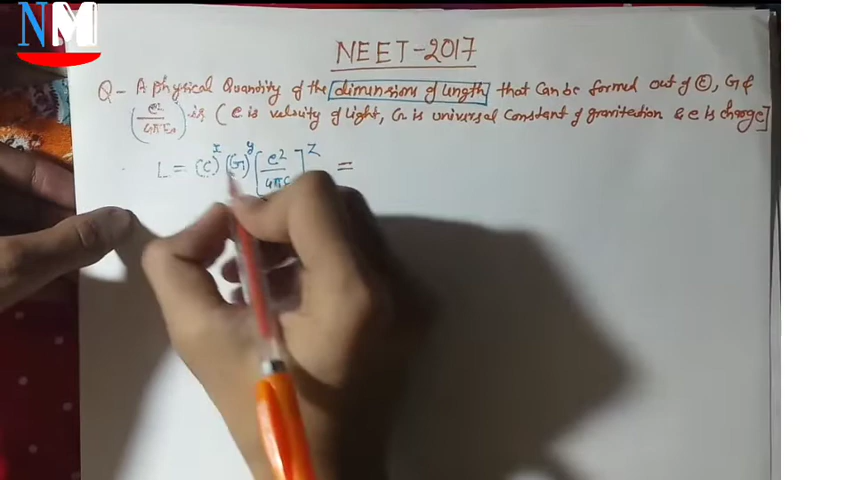 NM
NEET-2017
Q- A physical Quantity of the dimensions of length that can be formed out of ©, G &
(e²/4πε₀) is ( c is velocity of light, G is universal Constant of gravitation & e is charge]
L = (c)^x (G)^y [e²/4πε
]^z =